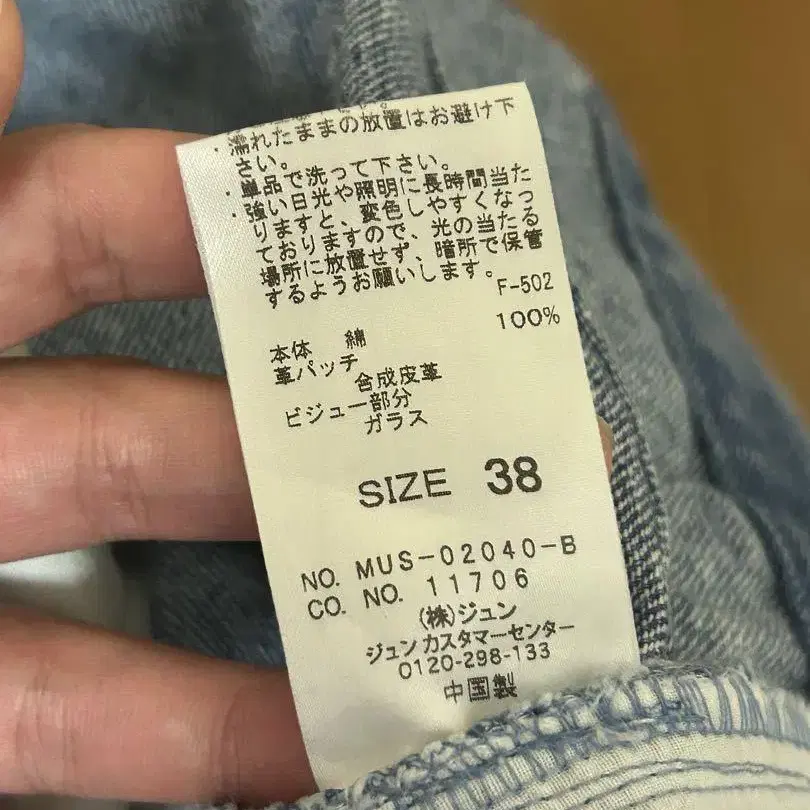 ・濡れたままの放置はお避け下
さい。
・単品で洗って下さい。
・強い日光や照明に長時間当た
りますと、変色しやすくなっ
ておりますので、光の当たる
場所に放置せず、暗所で保管
するようお願いします。
F-502
本体 綿 100%
革パッチ
合成皮革
ビジュー部分
ガラス
SIZE 38
NO. MUS-02040-B
CO. NO. 11706
(株)ジュン
ジュン カスタマーセンター
0120-298-133
中国製